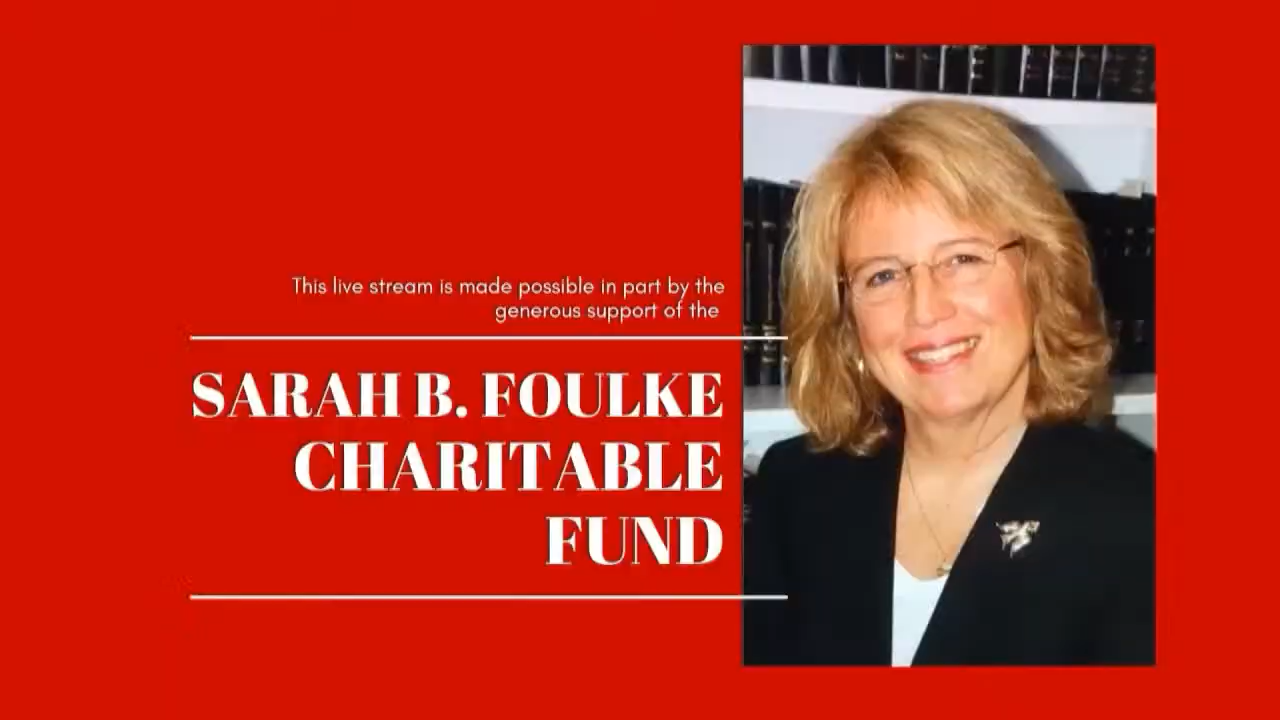 This live stream is made possible in part by the
generous support of the
SARAH B. FOULKE
CHARITABLE
FUND